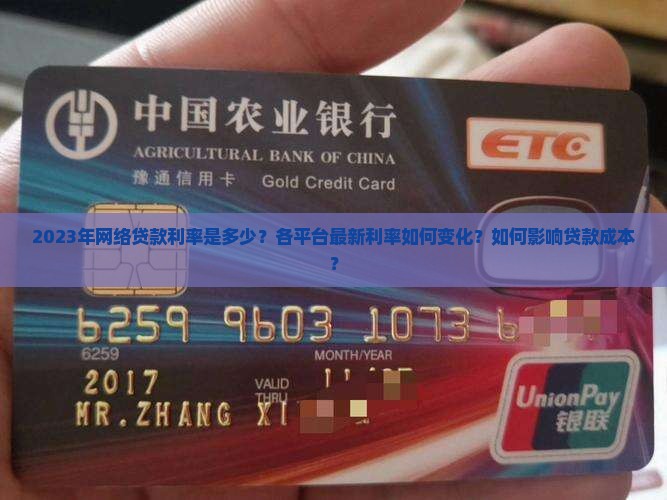 中国农业银行
ETC
AGRICULTURAL BANK OF CHINA
豫通信用卡 Gold Credit Card
2023年网络贷款利率是多少？各平台最新利率如何变化？如何影响贷款成本
？
6259 9603 1073 6
6259
MONTH/YEAR
2017
VALID
THRU
MR.ZHANG XI
UnionPay
银联